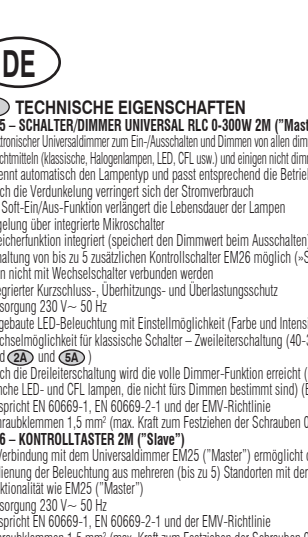 DE
TECHNISCHE EIGENSCHAFTEN
5 – SCHALTER/DIMMER UNIVERSAL RLC 0-300W 2M ("Mast
ktronischer Universaldimmer zum Ein-/Ausschalten und Dimmen von allen dimm
chtmitteln (klassische, Halogenlampen, LED, CFL usw.) und einigen nicht dimm
ennt automatisch den Lampentyp und passt entsprechend die Betrieb
ch die Verdunkelung verringert sich der Stromverbrauch
Soft-Ein/Aus-Funktion verlängert die Lebensdauer der Lampen
gelung über integrierte Mikroschalter
eicherfunktion integriert (speichert den Dimmwert beim Ausschalten)
haltung von bis zu 5 zusätzlichen Kontrollschalter EM26 möglich (»S
en nicht mit Wechselschalter verbunden werden
egrierter Kurzschluss-, Überhitzungs- und Überlastungsschutz
sorgung 230 V~ 50 Hz
gebaute LED-Beleuchtung mit Einstellmöglichkeit (Farbe und Intensi
chselmöglichkeit für klassische Schalter – Zweileiterschaltung (40-3
d 2A und 5A )
ch die Dreileiterschaltung wird die volle Dimmer-Funktion erreicht (
nche LED- und CFL lampen, die nicht fürs Dimmen bestimmt sind) (E
spricht EN 60669-1, EN 60669-2-1 und der EMV-Richtlinie
hraubklemmen 1,5 mm² (max. Kraft zum Festziehen der Schrauben 0
6 – KONTROLLTASTER 2M ("Slave")
Verbindung mit dem Universaldimmer EM25 ("Master") ermöglicht d
dienung der Beleuchtung aus mehreren (bis zu 5) Standorten mit der
ktionalität wie EM25 ("Master")
sorgung 230 V~ 50 Hz
spricht EN 60669-1, EN 60669-2-1 und der EMV-Richtlinie